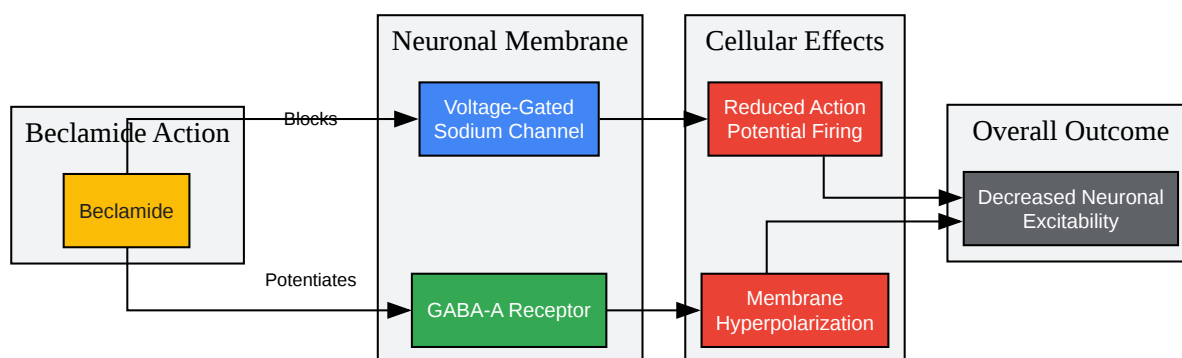 Beclamide Action
Beclamide
Blocks
Potentiates
Neuronal Membrane
Voltage-Gated
Sodium Channel
GABA-A Receptor
Cellular Effects
Reduced Action
Potential Firing
Membrane
Hyperpolarization
Overall Outcome
Decreased Neuronal
Excitability